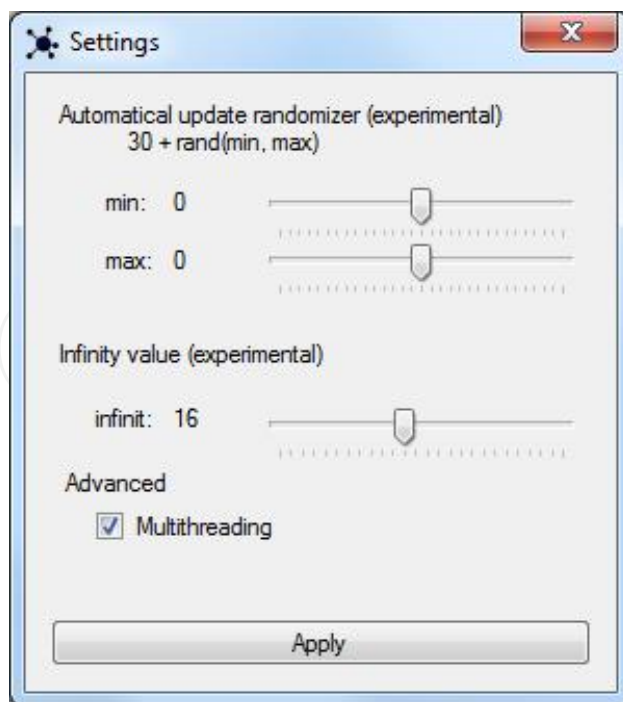 Settings
Automatical update randomizer (experimental)
30 + rand(min, max)
min: 0
max: 0
Infinity value (experimental)
infinit: 16
Advanced
Multithreading
Apply